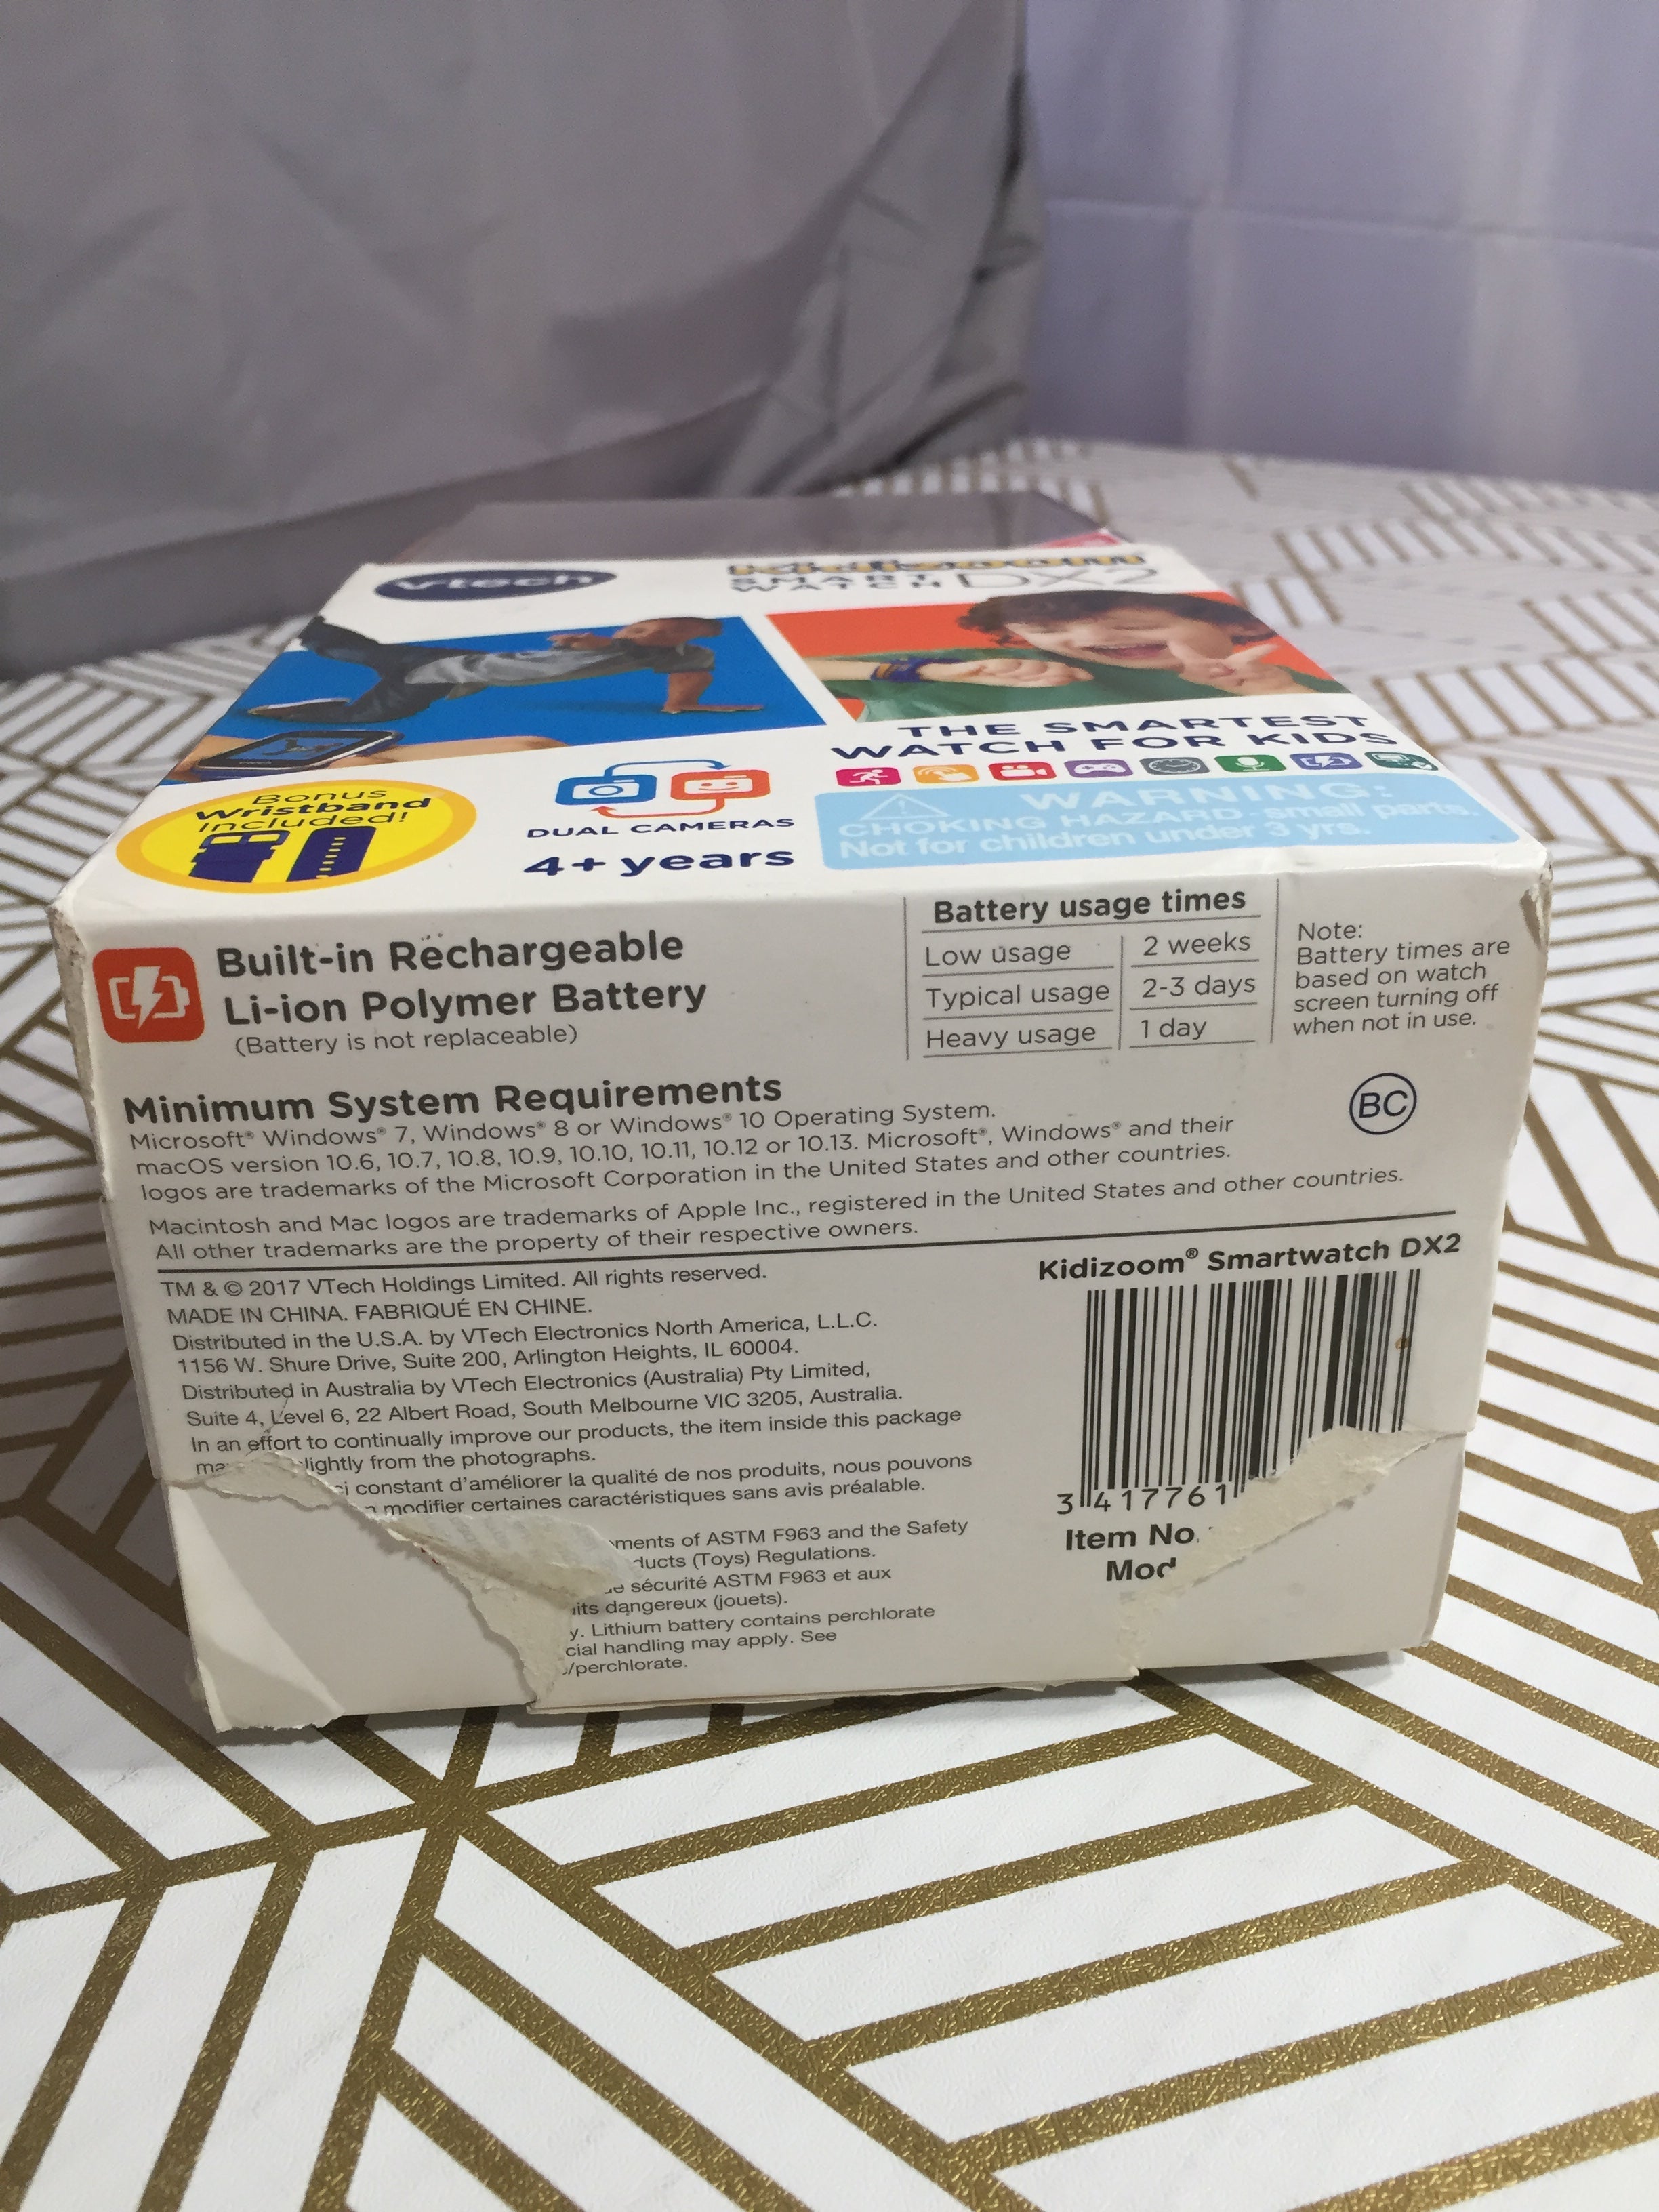 vtech
Kidizoom
SMART
WATCH DX2
THE SMARTEST
WATCH FOR KIDS
Bonus
Wristband
Included!
DUAL CAMERAS
4+ years
WARNING:
CHOKING HAZARD-small parts.
Not for children under 3 yrs.
Built-in Rechargeable
Li-ion Polymer Battery
(Battery is not replaceable)
Battery usage times
Low usage 2 weeks
Typical usage 2-3 days
Heavy usage 1 day
Note:
Battery times are
based on watch
screen turning off
when not in use.
BC
Minimum System Requirements
Microsoft® Windows® 7, Windows® 8 or Windows® 10 Operating System.
macOS version 10.6, 10.7, 10.8, 10.9, 10.10, 10.11, 10.12 or 10.13. Microsoft®, Windows® and their
logos are trademarks of the Microsoft Corporation in the United States and other countries.
Macintosh and Mac logos are trademarks of Apple Inc., registered in the United States and other countries.
All other trademarks are the property of their respective owners.
TM & © 2017 VTech Holdings Limited. All rights reserved.
MADE IN CHINA. FABRIQUÉ EN CHINE.
Distributed in the U.S.A. by VTech Electronics North America, L.L.C.
1156 W. Shure Drive, Suite 200, Arlington Heights, IL 60004.
Distributed in Australia by VTech Electronics (Australia) Pty Limited,
Suite 4, Level 6, 22 Albert Road, South Melbourne VIC 3205, Australia.
In an effort to continually improve our products, the item inside this package
lightly from the photographs.
constant d'améliorer la qualité de nos produits, nous pouvons
modifier certaines caractéristiques sans avis préalable.
ments of ASTM F963 and the Safety
ducts (Toys) Regulations.
sécurité ASTM F963 et aux
its dangereux (jouets).
y. Lithium battery contains perchlorate
cial handling may apply. See
/perchlorate.
Kidizoom® Smartwatch DX2
3 417761
Item No.
Mod